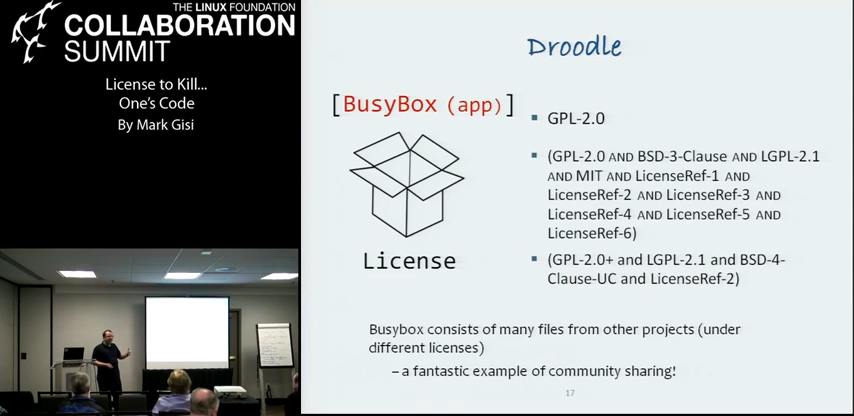 THE LINUX FOUNDATION
COLLABORATION
SUMMIT
License to Kill...
One's Code
By Mark Gisi
Droodle
[BusyBox (app)]
License
▪ GPL-2.0
▪ (GPL-2.0 AND BSD-3-Clause AND LGPL-2.1
AND MIT AND LicenseRef-1 AND
LicenseRef-2 AND LicenseRef-3 AND
LicenseRef-4 AND LicenseRef-5 AND
LicenseRef-6)
▪ (GPL-2.0+ and LGPL-2.1 and BSD-4-
Clause-UC and LicenseRef-2)
Busybox consists of many files from other projects (under
different licenses)
– a fantastic example of community sharing!
17